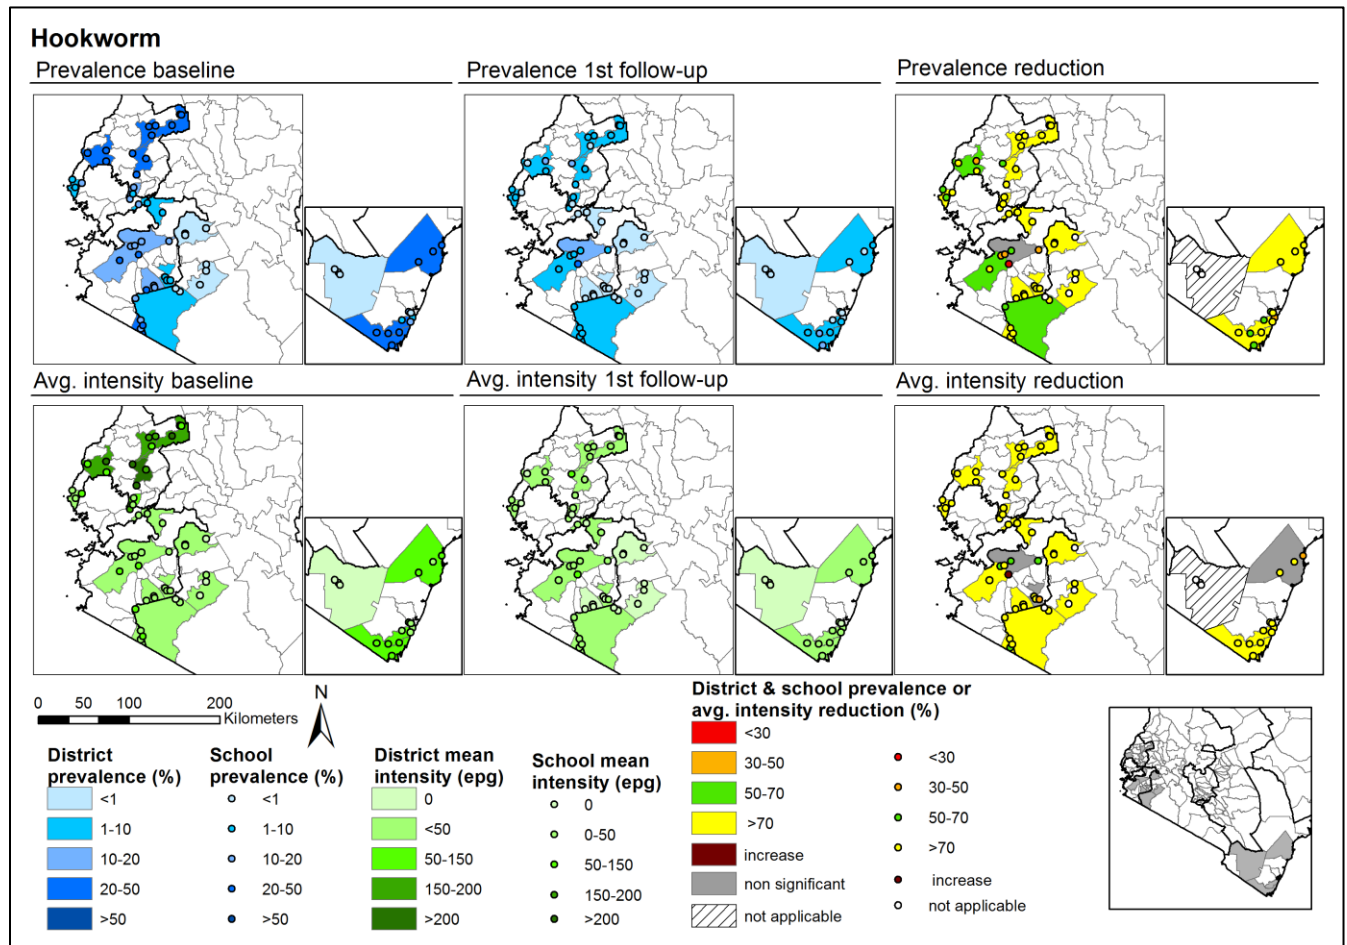 Hookworm
Prevalence baseline
Prevalence 1st follow-up
Prevalence reduction
Avg. intensity baseline
Avg. intensity 1st follow-up
Avg. intensity reduction
0 50 100 200
Kilometers
N
District
prevalence (%)
<1
1-10
10-20
20-50
>50
School
prevalence (%)
<1
1-10
10-20
20-50
>50
District mean
intensity (epg)
0
<50
50-150
150-200
>200
School mean
intensity (epg)
0
0-50
50-150
150-200
>200
District & school prevalence or
avg. intensity reduction (%)
<30
30-50
50-70
>70
increase
non significant
not applicable
<30
30-50
50-70
>70
increase
not applicable